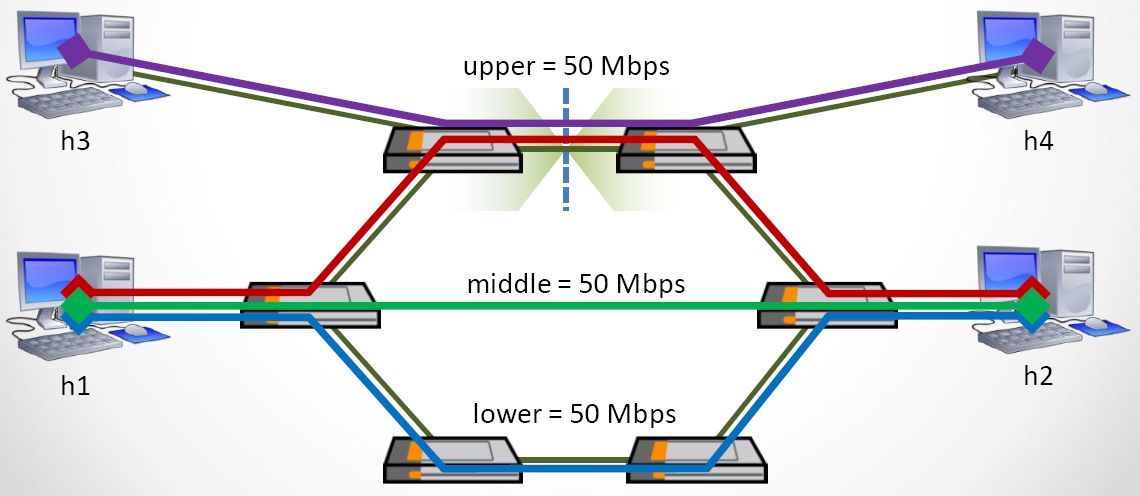 upper = 50 Mbps
h3
h4
middle = 50 Mbps
h1
h2
lower = 50 Mbps